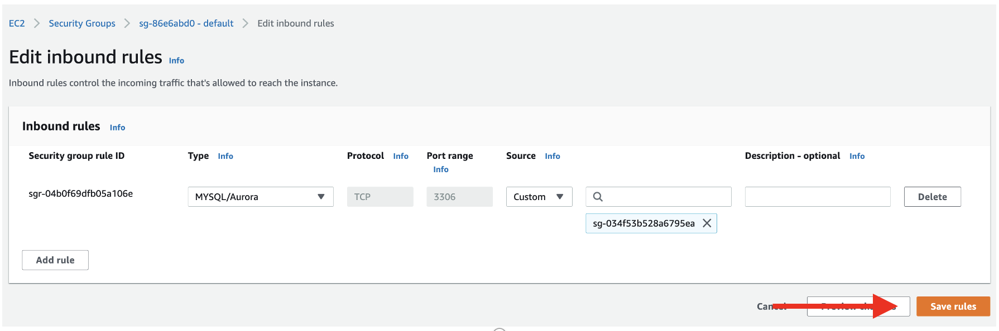 EC2 > Security Groups > sg-86e6abd0 - default > Edit inbound rules
Edit inbound rules Info
Inbound rules control the incoming traffic that's allowed to reach the instance.
Inbound rules Info
Security group rule ID Type Info Protocol Info Port range Info Source Info Description - optional Info
sgr-04b0f69dfb05a106e MYSQL/Aurora TCP 3306 Custom Delete
sg-034f53b528a6795ea
Add rule
Cancel Preview changes Save rules